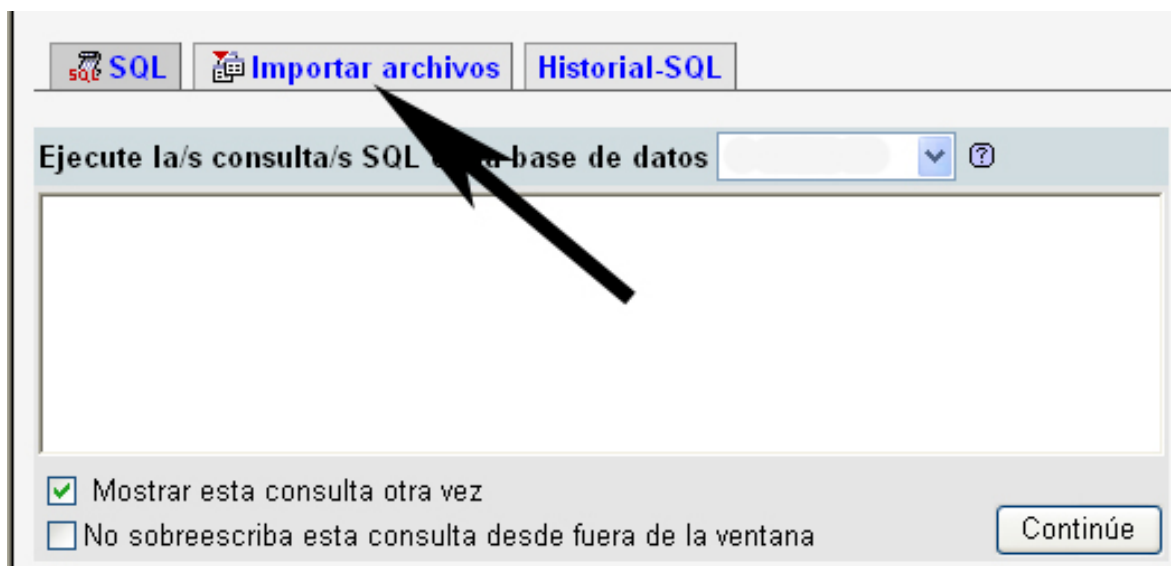 SQL Importar archivos Historial-SQL
Ejecute la/s consulta/s SQL base de datos
Mostrar esta consulta otra vez
No sobreescriba esta consulta desde fuera de la ventana
Continúe